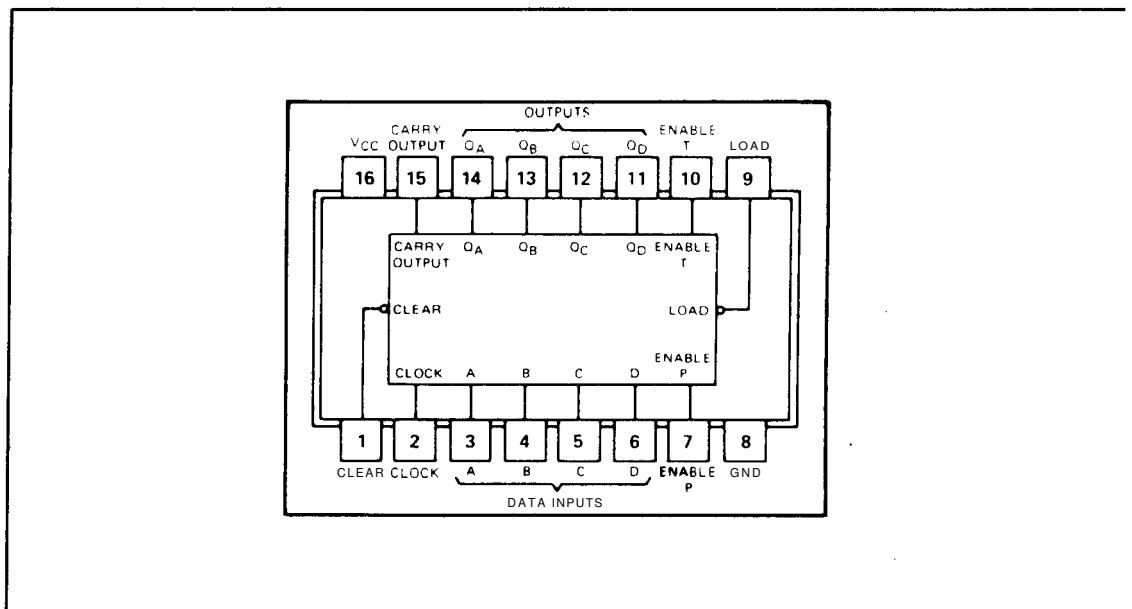 OUTPUTS
VCC CARRY OUTPUT QA QB QC QD ENABLE T LOAD
16 15 14 13 12 11 10 9
CARRY OUTPUT QA QB QC QD ENABLE T
CLEAR LOAD
CLOCK A B C D ENABLE P
1 2 3 4 5 6 7 8
CLEAR CLOCK A B C D ENABLE P GND
DATA INPUTS